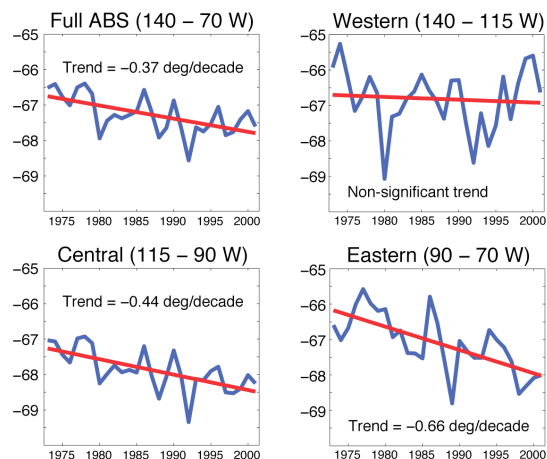 Full ABS (140 – 70 W)
−65
−66
−67
−68
−69
Trend = −0.37 deg/decade
1975 1980 1985 1990 1995 2000
Western (140 – 115 W)
−65
−66
−67
−68
−69
Non-significant trend
1975 1980 1985 1990 1995 2000
Central (115 – 90 W)
−65
−66
−67
−68
−69
Trend = −0.44 deg/decade
1975 1980 1985 1990 1995 2000
Eastern (90 – 70 W)
−65
−66
−67
−68
−69
Trend = −0.66 deg/decade
1975 1980 1985 1990 1995 2000